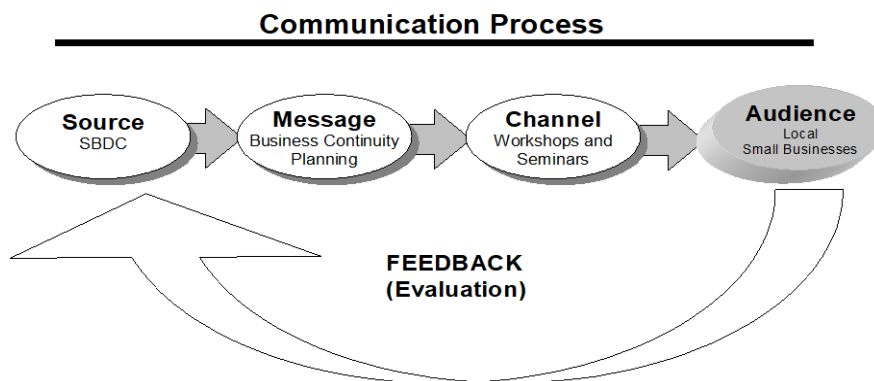 Communication Process
Source
SBDC
Message
Business Continuity
Planning
Channel
Workshops and
Seminars
Audience
Local
Small Businesses
FEEDBACK
(Evaluation)